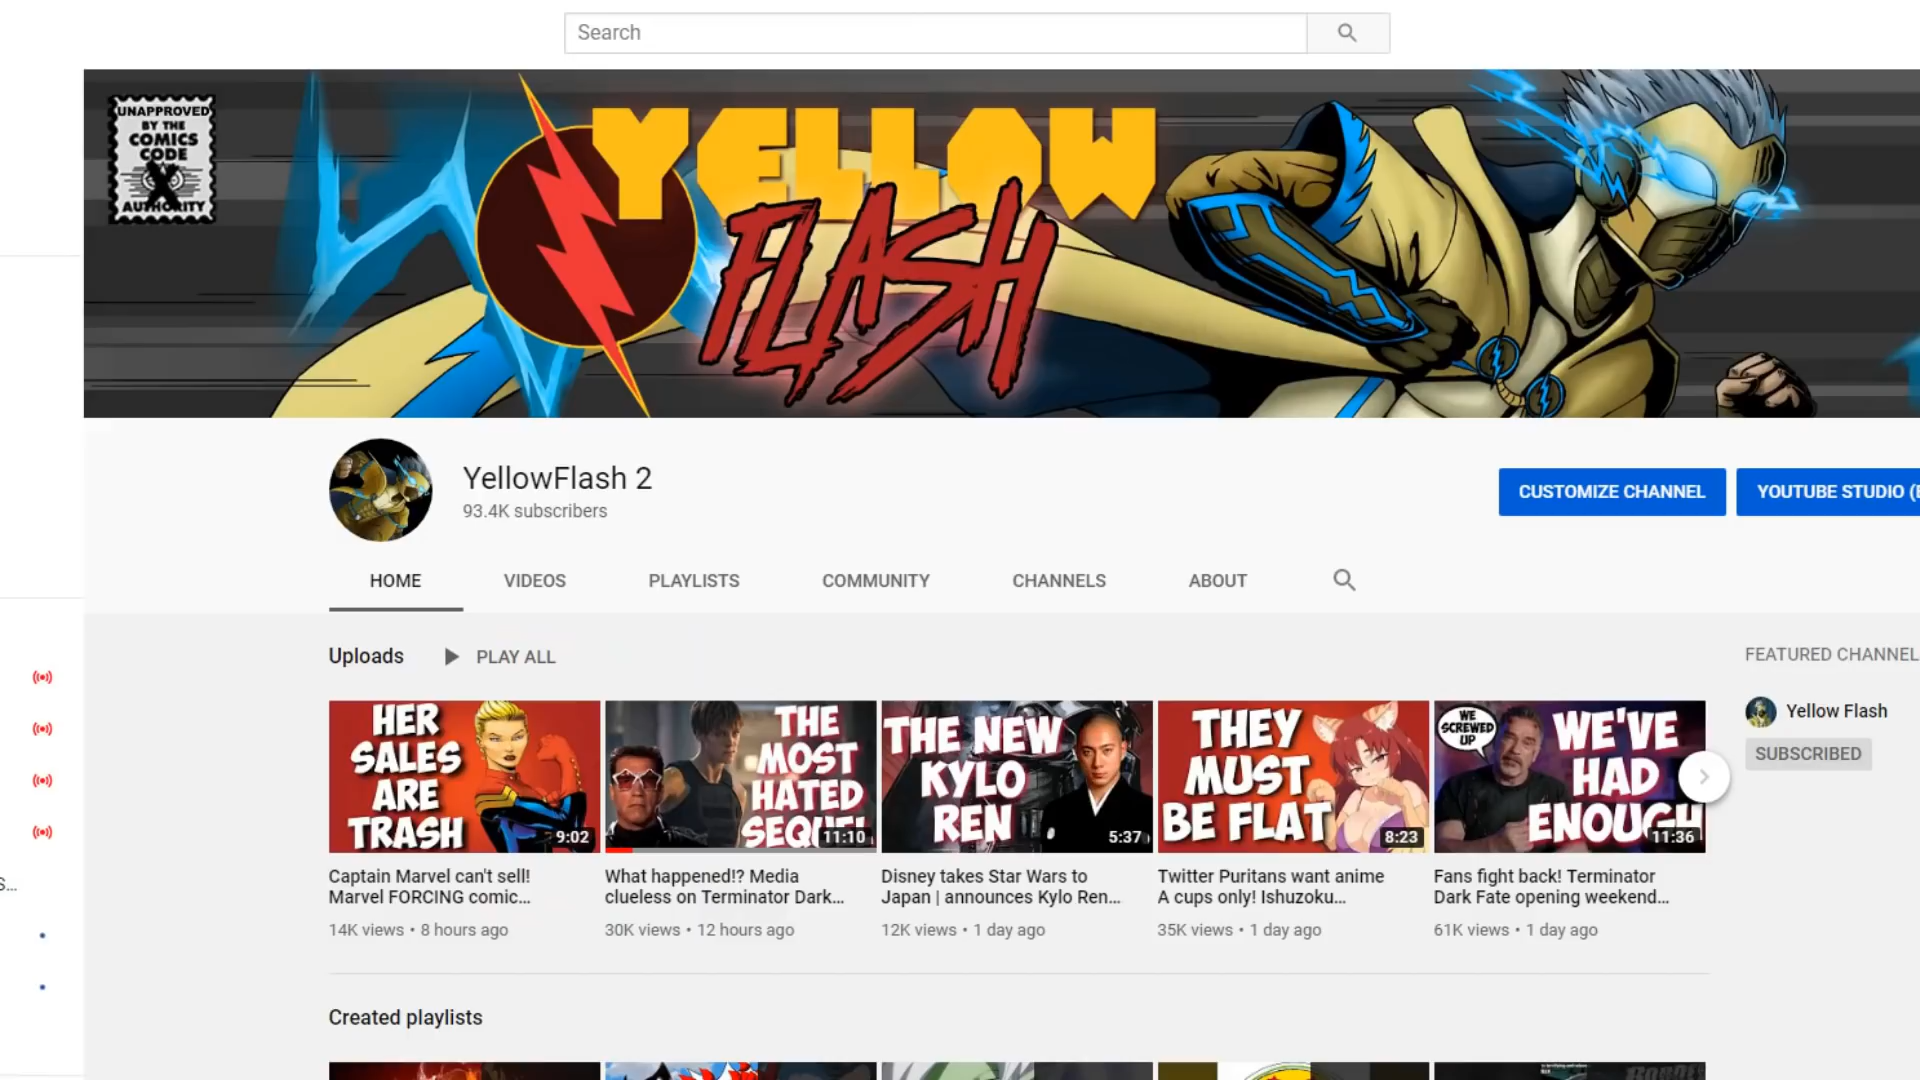 Search
UNAPPROVED
BY THE
COMICS
CODE
AUTHORITY
YELLOW
FLASH
YellowFlash 2
93.4K subscribers
CUSTOMIZE CHANNEL
YOUTUBE STUDIO (
HOME
VIDEOS
PLAYLISTS
COMMUNITY
CHANNELS
ABOUT
Uploads
PLAY ALL
FEATURED CHANNEL
Yellow Flash
SUBSCRIBED
HER
SALES
ARE
TRASH
9:02
Captain Marvel can't sell!
Marvel FORCING comic...
14K views • 8 hours ago
THE
MOST
HATED
SEQUEL
11:10
What happened!? Media
clueless on Terminator Dark...
30K views • 12 hours ago
THE NEW
KYLO
REN
5:37
Disney takes Star Wars to
Japan | announces Kylo Ren...
12K views • 1 day ago
THEY
MUST
BE FLAT
8:23
Twitter Puritans want anime
A cups only! Ishuzoku...
35K views • 1 day ago
WE
SCREWED
UP
WE'VE
HAD
ENOUGH
11:36
Fans fight back! Terminator
Dark Fate opening weekend...
61K views • 1 day ago
S...
Created playlists